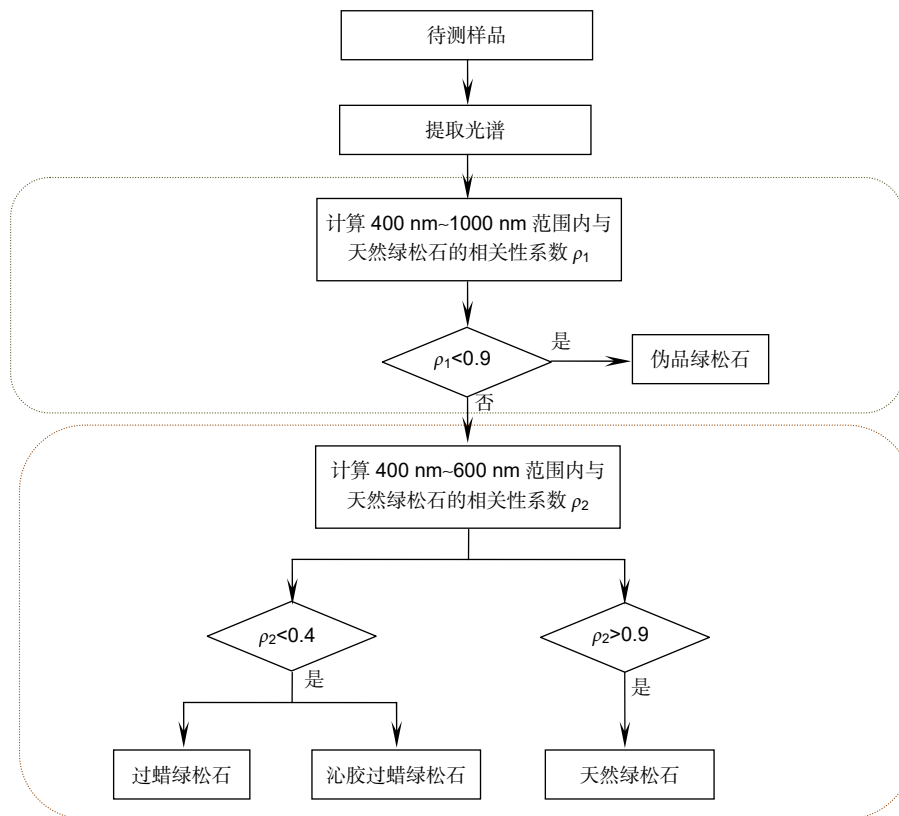 待测样品
提取光谱
计算 400 nm~1000 nm 范围内与
天然绿松石的相关性系数 ρ₁
ρ₁<0.9
是
伪品绿松石
否
计算 400 nm~600 nm 范围内与
天然绿松石的相关性系数 ρ₂
ρ₂<0.4
ρ₂>0.9
是
是
过蜡绿松石
沁胶过蜡绿松石
天然绿松石